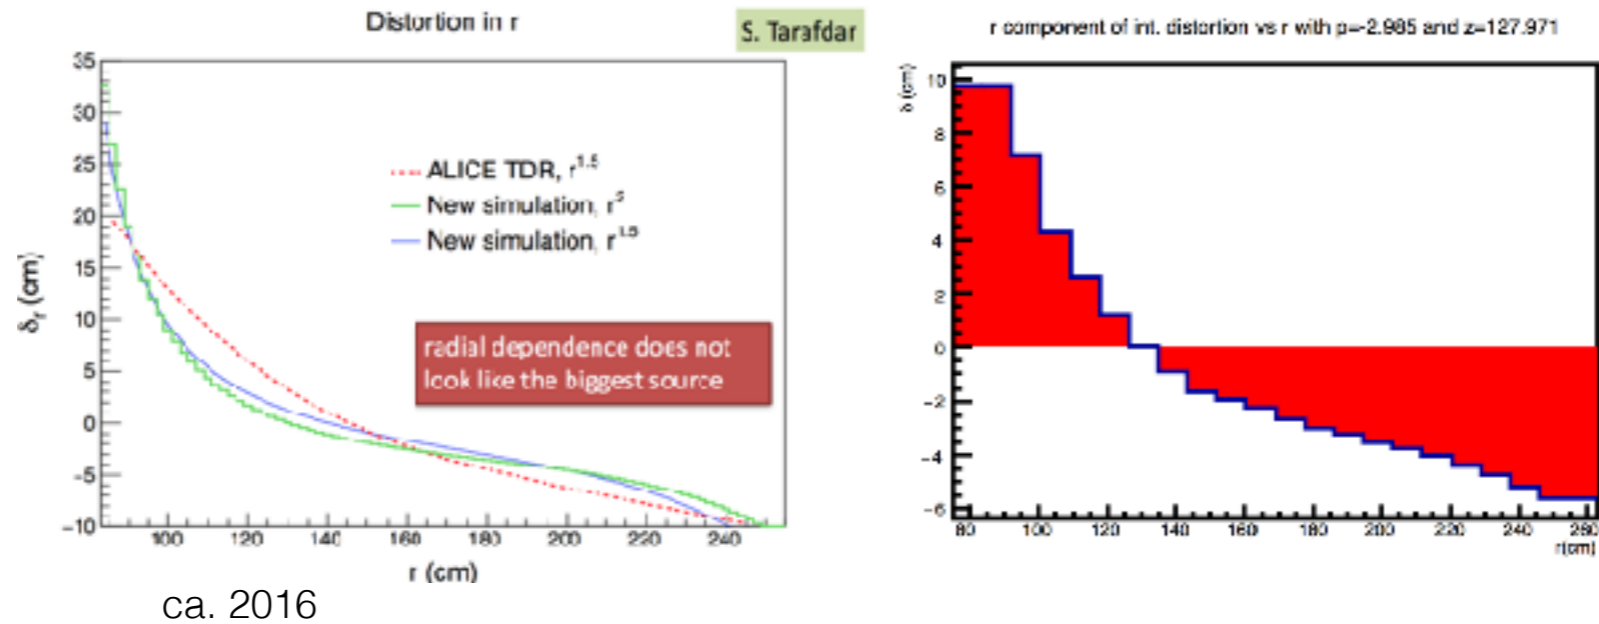 Distortion in r
S. Tarafdar
35
30
25
20
15
10
5
0
-5
-10
δr (cm)
ALICE TDR, r^1.5
New simulation, r^2
New simulation, r^1.5
radial dependence does not
look like the biggest source
100 120 140 160 180 200 220 240
r (cm)
ca. 2016
r component of int. distortion vs r with p=-2.985 and z=127.971
δ (cm)
10
8
6
4
2
0
-2
-4
-6
80 100 120 140 160 180 200 220 240 260
r(cm)